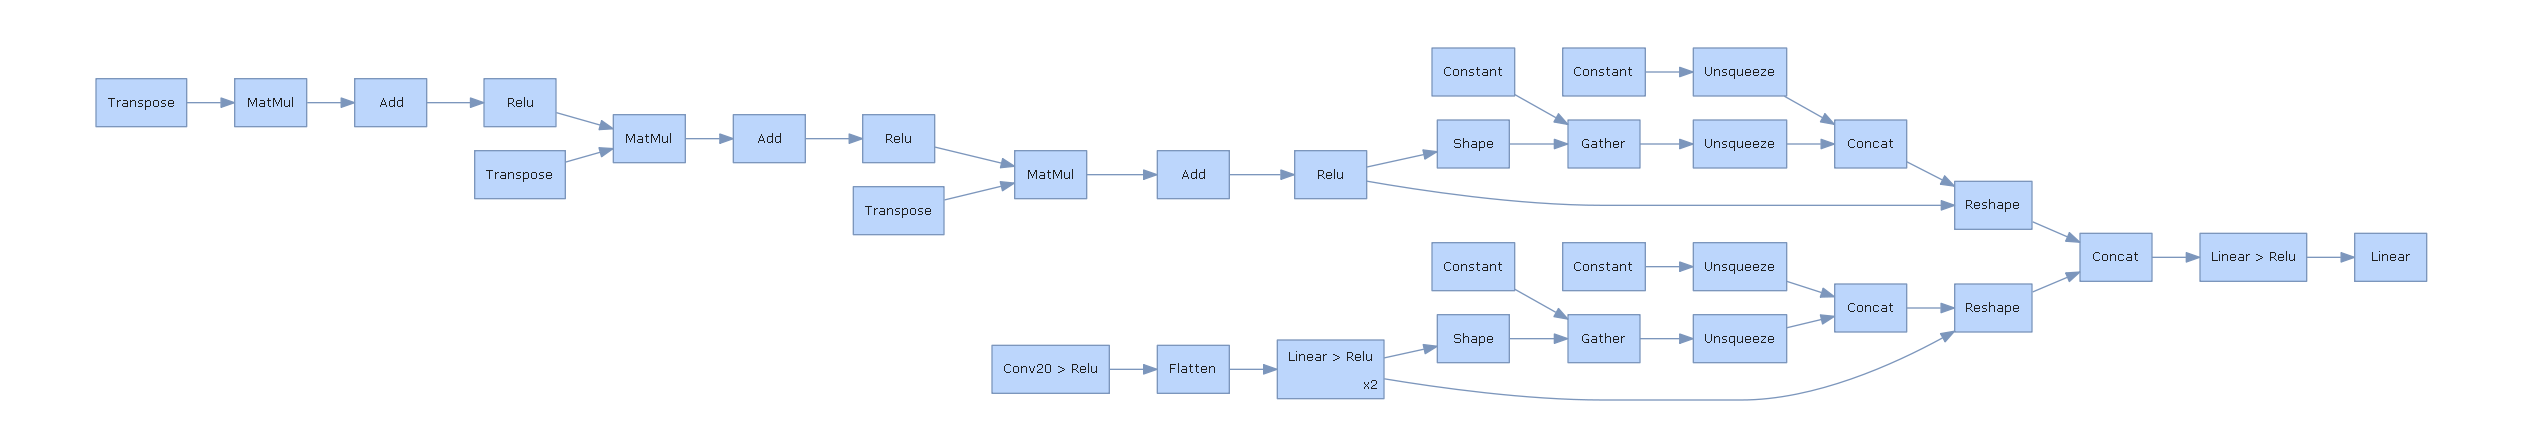 Constant
Constant
Unsqueeze
Transpose
MatMul
Add
Relu
MatMul
Add
Relu
Shape
Gather
Unsqueeze
Concat
Transpose
MatMul
Add
Relu
Transpose
Reshape
Concat
Linear > Relu
Linear
Constant
Constant
Unsqueeze
Concat
Reshape
Shape
Gather
Unsqueeze
Conv20 > Relu
Flatten
Linear > Relu
x2